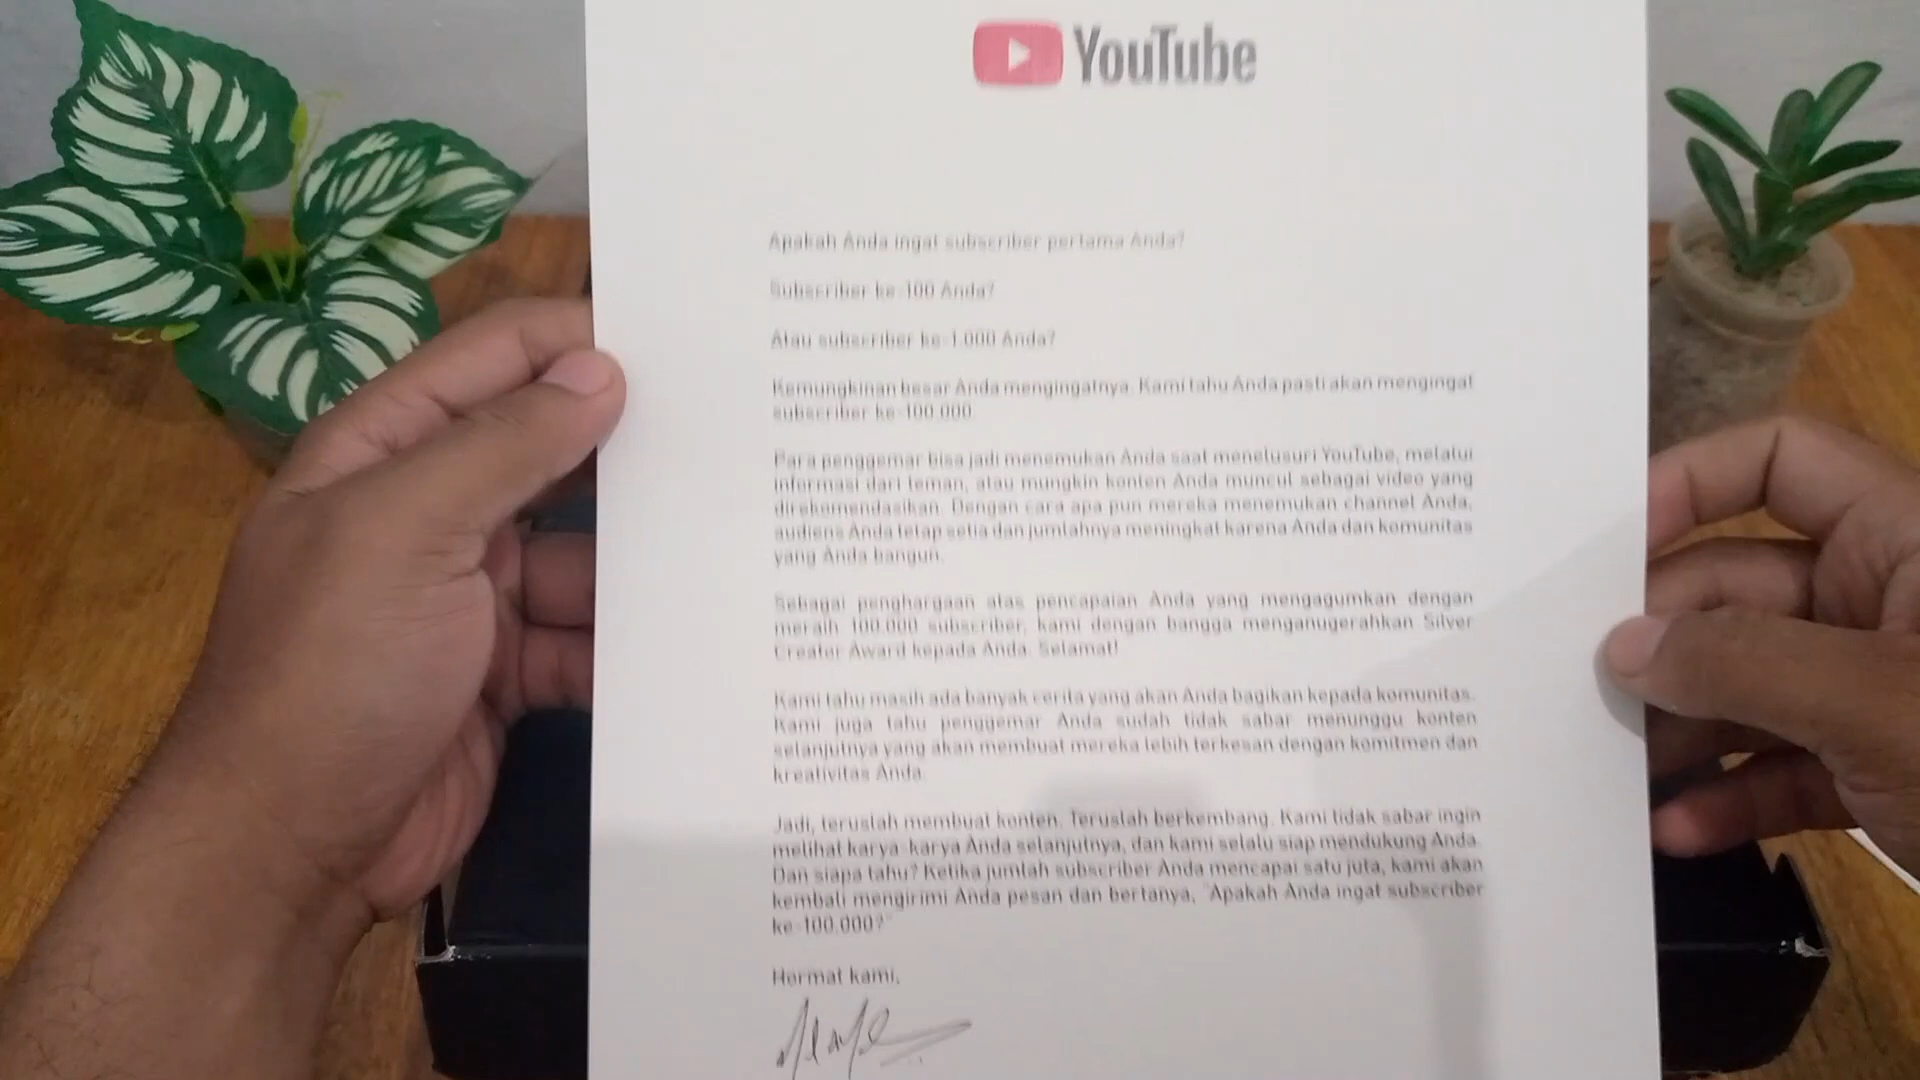 YouTube
Apakah Anda ingat subscriber pertama Anda?
Subscriber ke-100 Anda?
Atau subscriber ke-1.000 Anda?
Kemungkinan besar Anda mengingatnya. Kami tahu Anda pasti akan mengingat
subscriber ke-100.000.
Para penggemar bisa jadi menemukan Anda saat menelusuri YouTube, melalui
informasi dari teman, atau mungkin konten Anda muncul sebagai video yang
direkomendasikan. Dengan cara apa pun mereka menemukan channel Anda,
audiens Anda tetap setia dan jumlahnya meningkat karena Anda dan komunitas
yang Anda bangun.
Sebagai penghargaan atas pencapaian Anda yang mengagumkan dengan
meraih 100.000 subscriber, kami dengan bangga menganugerahkan Silver
Creator Award kepada Anda. Selamat!
Kami tahu masih ada banyak cerita yang akan Anda bagikan kepada komunitas.
Kami juga tahu penggemar Anda sudah tidak sabar menunggu konten
selanjutnya yang akan membuat mereka lebih terkesan dengan komitmen dan
kreativitas Anda.
Jadi, teruslah membuat konten. Teruslah berkembang. Kami tidak sabar ingin
melihat karya-karya Anda selanjutnya, dan kami selalu siap mendukung Anda.
Dan siapa tahu? Ketika jumlah subscriber Anda mencapai satu juta, kami akan
kembali mengirimi Anda pesan dan bertanya, "Apakah Anda ingat subscriber
ke-100.000?"
Hormat kami,